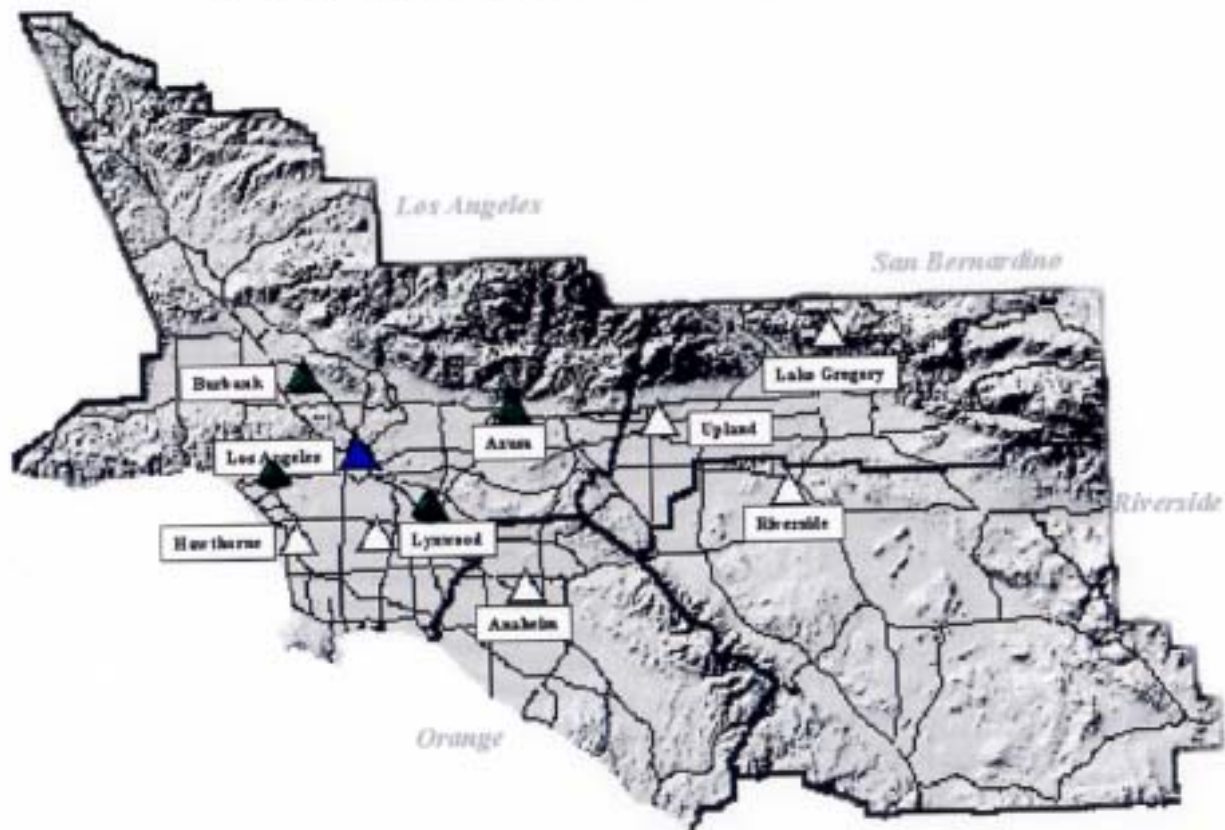 Los Angeles
San Bernardino
Burbank
Lake Gregory
Azusa
Upland
Los Angeles
Riverside
Riverside
Hawthorne
Lynwood
Anaheim
Orange